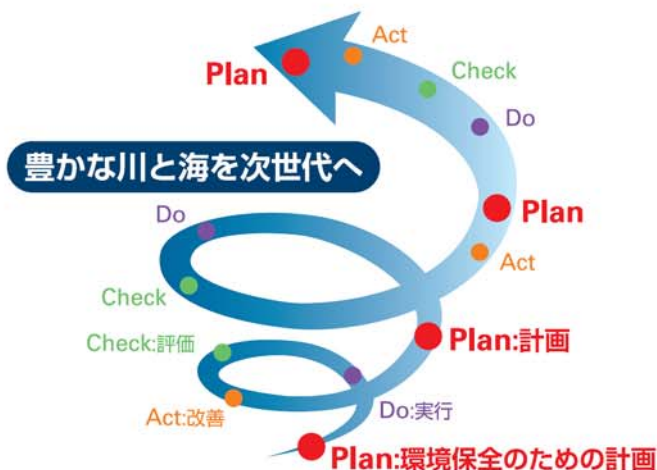 Act
Plan
Check
Do
豊かな川と海を次世代へ
Plan
Do
Act
Check
Plan:計画
Check:評価
Do:実行
Act:改善
Plan:環境保全のための計画